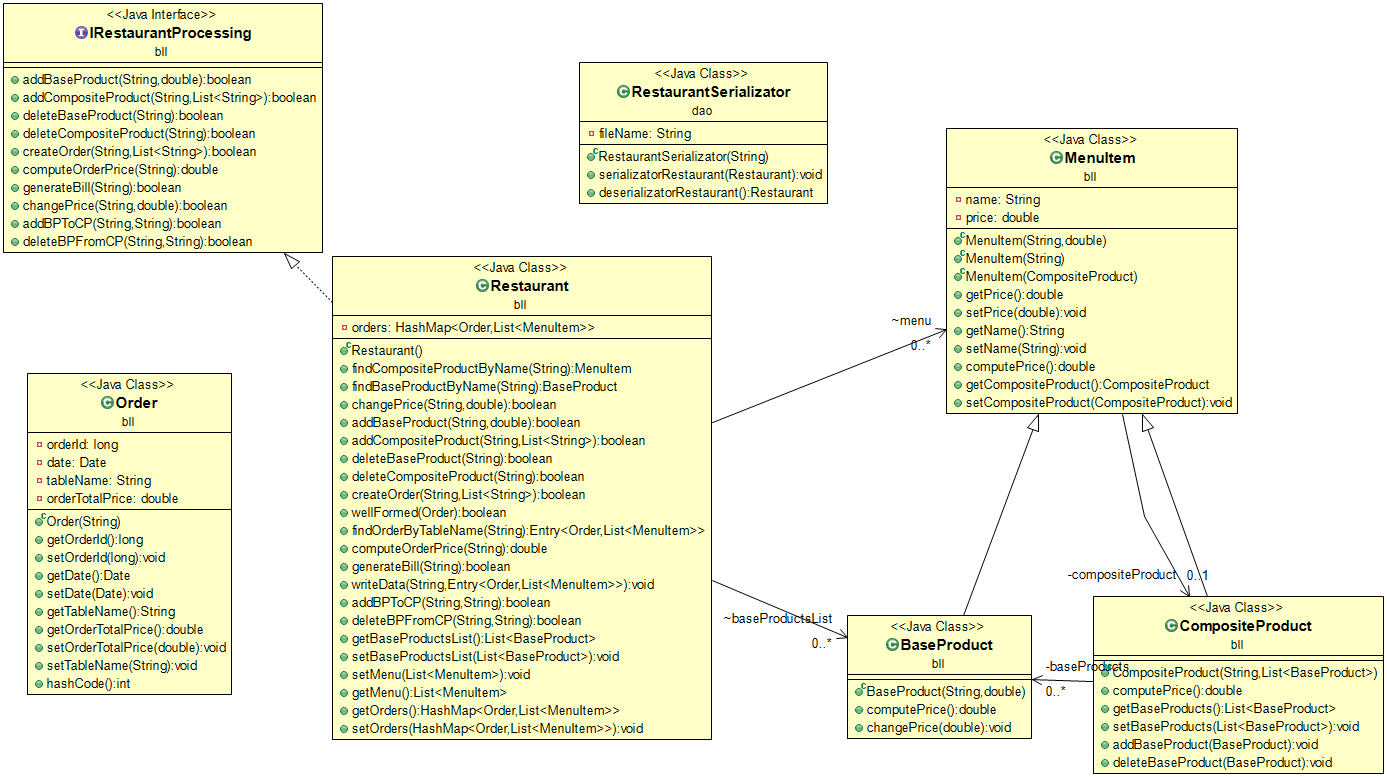 <<Java Interface>>
IRestaurantProcessing
bll
addBaseProduct(String,double):boolean
addCompositeProduct(String,List<String>):boolean
deleteBaseProduct(String):boolean
deleteCompositeProduct(String):boolean
createOrder(String,List<String>):boolean
computeOrderPrice(String):double
generateBill(String):boolean
changePrice(String,double):boolean
addBPToCP(String,String):boolean
deleteBPFromCP(String,String):boolean
<<Java Class>>
RestaurantSerializator
dao
fileName: String
RestaurantSerializator(String)
serializatorRestaurant(Restaurant):void
deserializatorRestaurant():Restaurant
<<Java Class>>
MenuItem
bll
name: String
price: double
MenuItem(String,double)
MenuItem(String)
MenuItem(CompositeProduct)
getPrice():double
setPrice(double):void
getName():String
setName(String):void
computePrice():double
getCompositeProduct():CompositeProduct
setCompositeProduct(CompositeProduct):void
<<Java Class>>
Restaurant
bll
orders: HashMap<Order,List<MenuItem>>
Restaurant()
findCompositeProductByName(String):MenuItem
findBaseProductByName(String):BaseProduct
changePrice(String,double):boolean
addBaseProduct(String,double):boolean
addCompositeProduct(String,List<String>):boolean
deleteBaseProduct(String):boolean
deleteCompositeProduct(String):boolean
createOrder(String,List<String>):boolean
wellFormed(Order):boolean
findOrderByTableName(String):Entry<Order,List<MenuItem>>
computeOrderPrice(String):double
generateBill(String):boolean
writeData(String,Entry<Order,List<MenuItem>>):void
addBPToCP(String,String):boolean
deleteBPFromCP(String,String):boolean
getBaseProductsList():List<BaseProduct>
setBaseProductsList(List<BaseProduct>):void
setMenu(List<MenuItem>):void
getMenu():List<MenuItem>
getOrders():HashMap<Order,List<MenuItem>>
setOrders(HashMap<Order,List<MenuItem>>):void
~menu
0..*
<<Java Class>>
Order
bll
orderId: long
date: Date
tableName: String
orderTotalPrice: double
Order(String)
getOrderId():long
setOrderId(long):void
getDate():Date
setDate(Date):void
getTableName():String
getOrderTotalPrice():double
setOrderTotalPrice(double):void
setTableName(String):void
hashCode():int
~baseProductsList
0..*
-compositeProduct
0..1
<<Java Class>>
BaseProduct
bll
BaseProduct(String,double)
computePrice():double
changePrice(double):void
-baseProducts
0..*
<<Java Class>>
CompositeProduct
bll
CompositeProduct(String,List<BaseProduct>)
computePrice():double
getBaseProducts():List<BaseProduct>
setBaseProducts(List<BaseProduct>):void
addBaseProduct(BaseProduct):void
deleteBaseProduct(BaseProduct):void